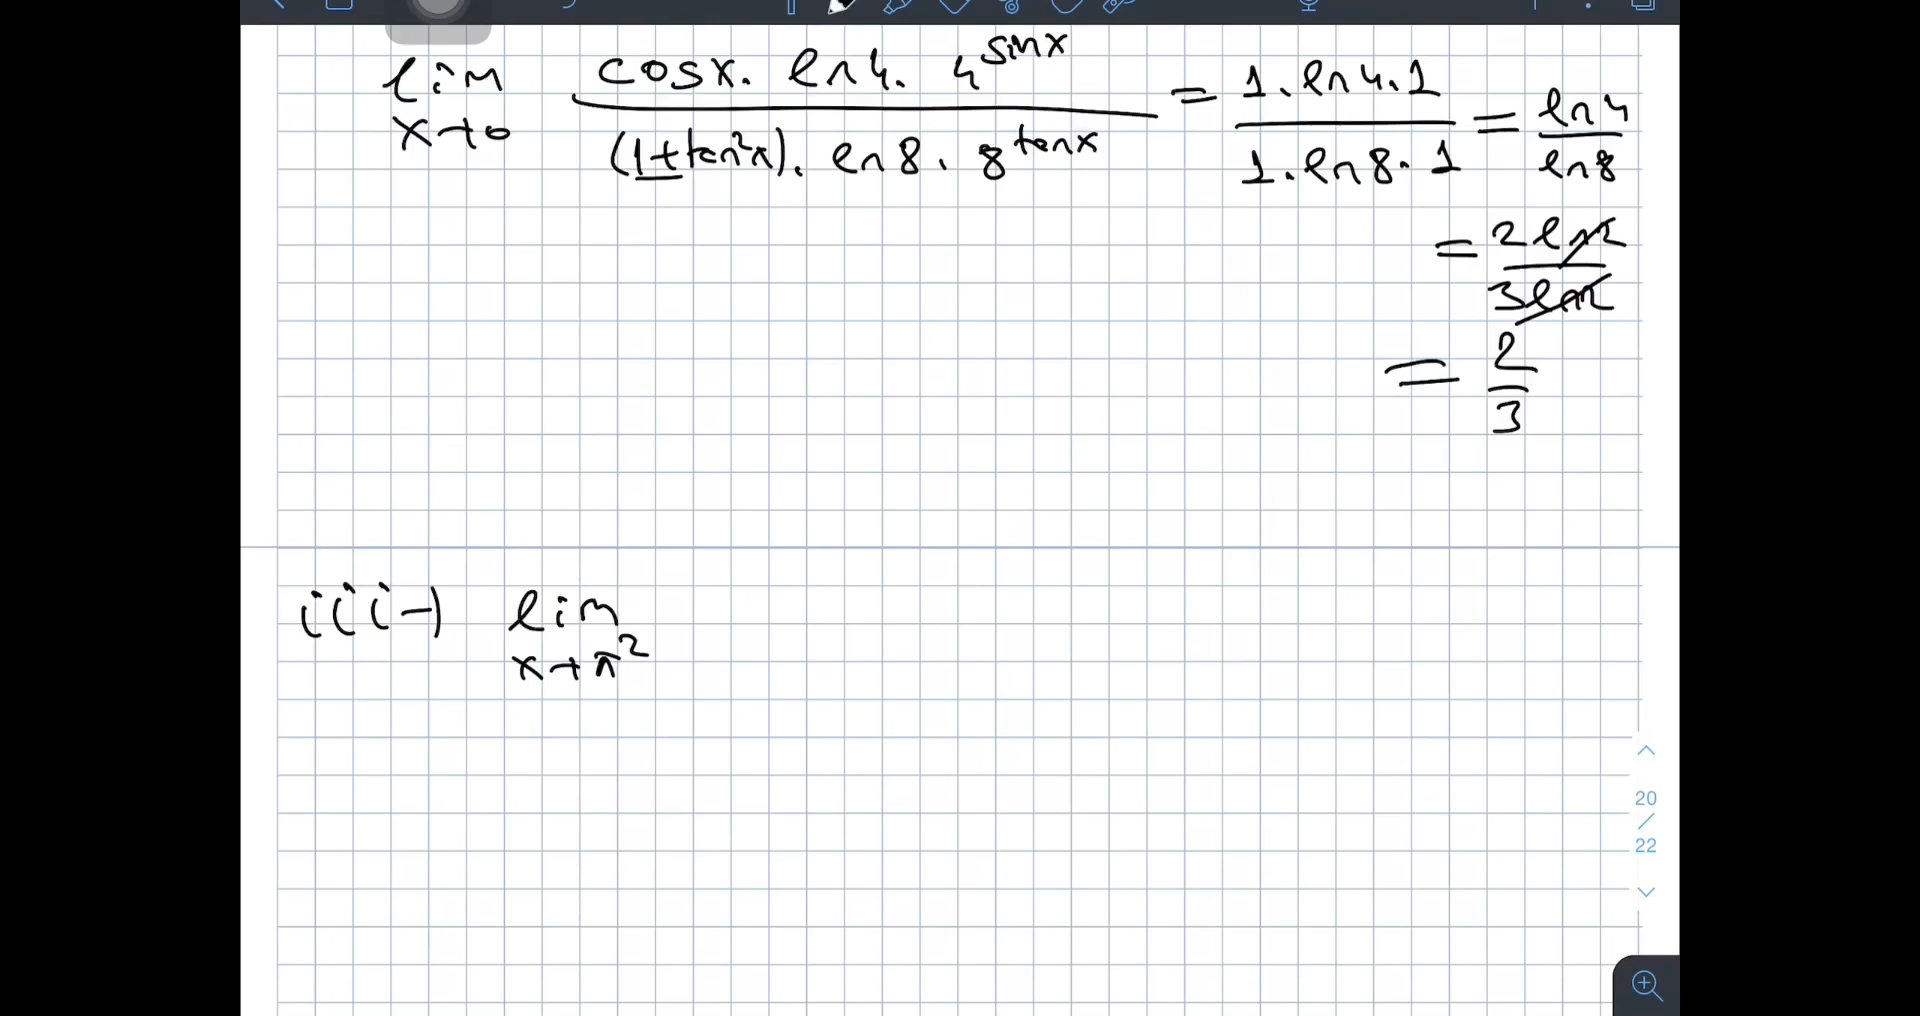 lim x→0 cosx. ln4. 4^sinx / (1+tan²x). ln8. 8^tanx = 1.ln4.1 / 1.ln8.1 = ln4 / ln8
= 2ln2 / 3ln2
= 2 / 3
iii-) lim x→π²
20
/
22